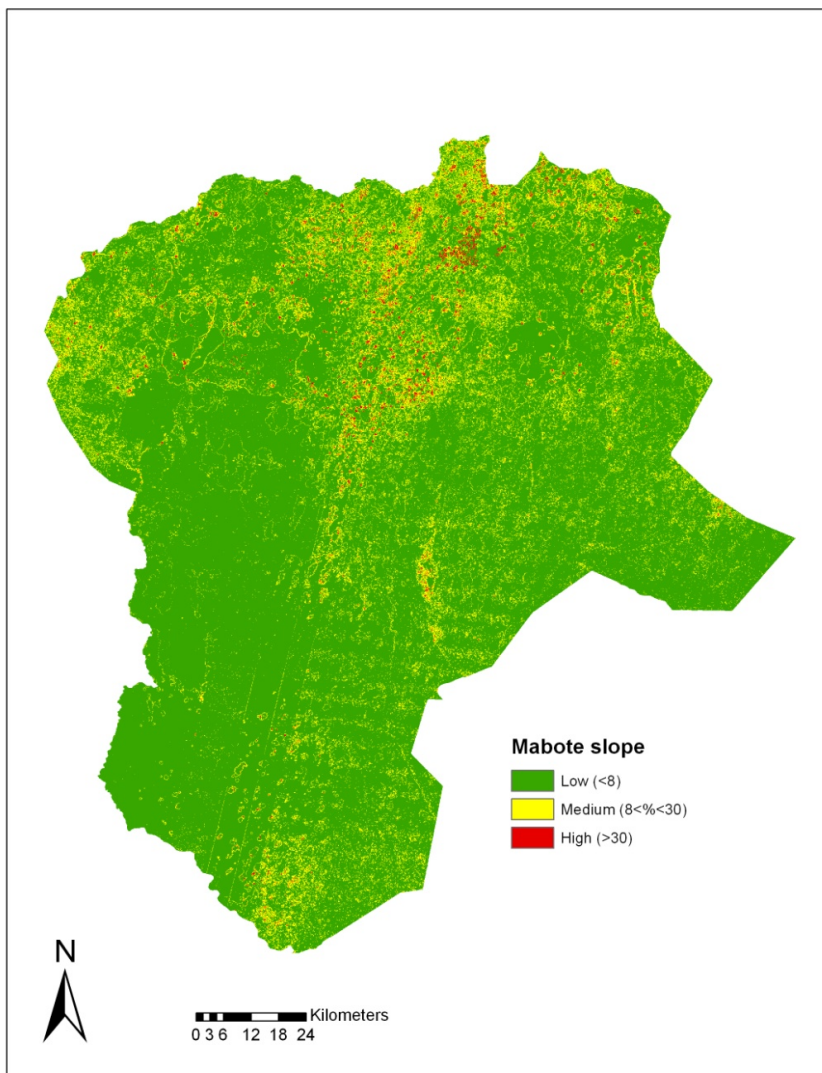 Mabote slope
Low (<8)
Medium (8<%<30)
High (>30)
N
Kilometers
0 3 6 12 18 24